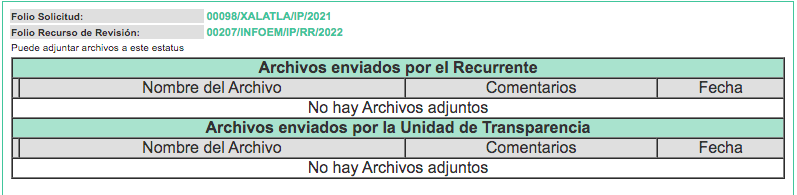 Folio Solicitud: 00098/XALATLA/IP/2021
Folio Recurso de Revisión: 00207/INFOEM/IP/RR/2022
Puede adjuntar archivos a este estatus
Archivos enviados por el Recurrente
Nombre del Archivo Comentarios Fecha
No hay Archivos adjuntos
Archivos enviados por la Unidad de Transparencia
Nombre del Archivo Comentarios Fecha
No hay Archivos adjuntos